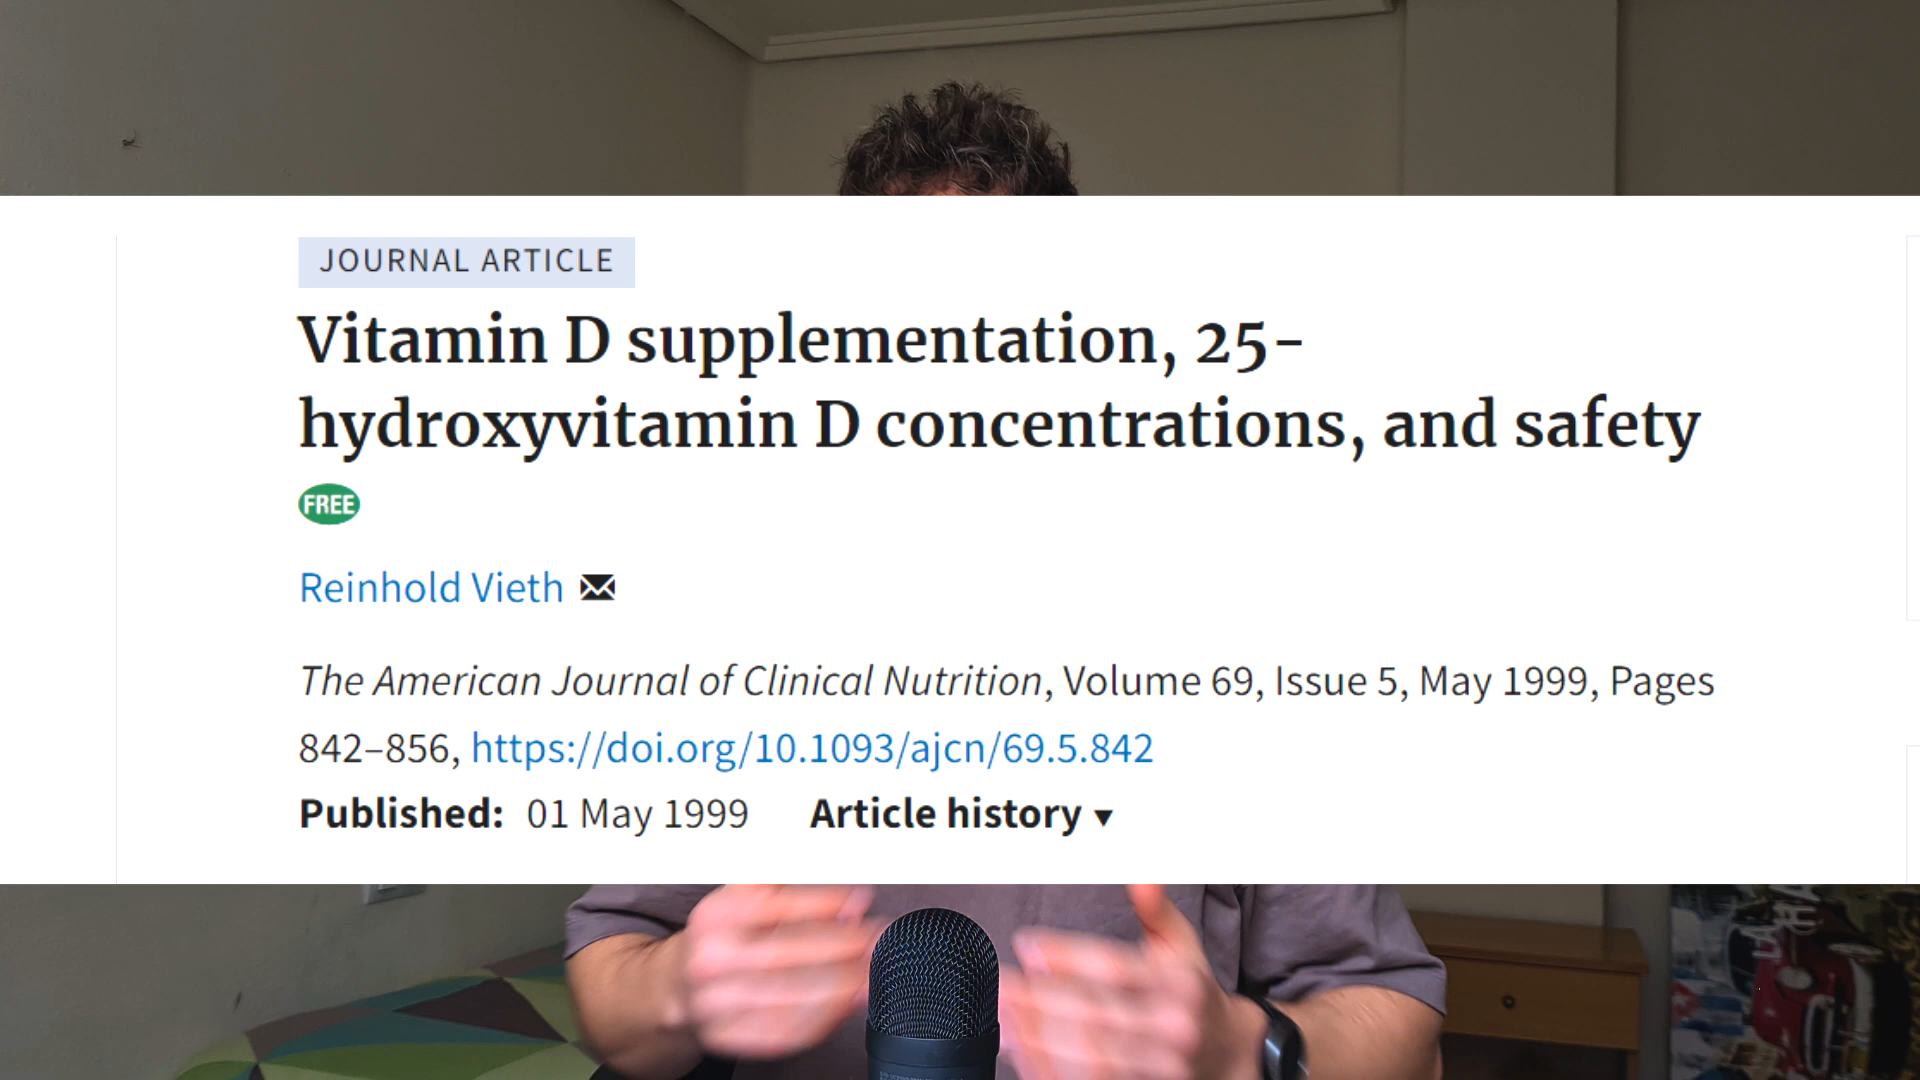 JOURNAL ARTICLE
Vitamin D supplementation, 25-
hydroxyvitamin D concentrations, and safety
FREE
Reinhold Vieth
The American Journal of Clinical Nutrition, Volume 69, Issue 5, May 1999, Pages
842–856, https://doi.org/10.1093/ajcn/69.5.842
Published: 01 May 1999 Article history ▼